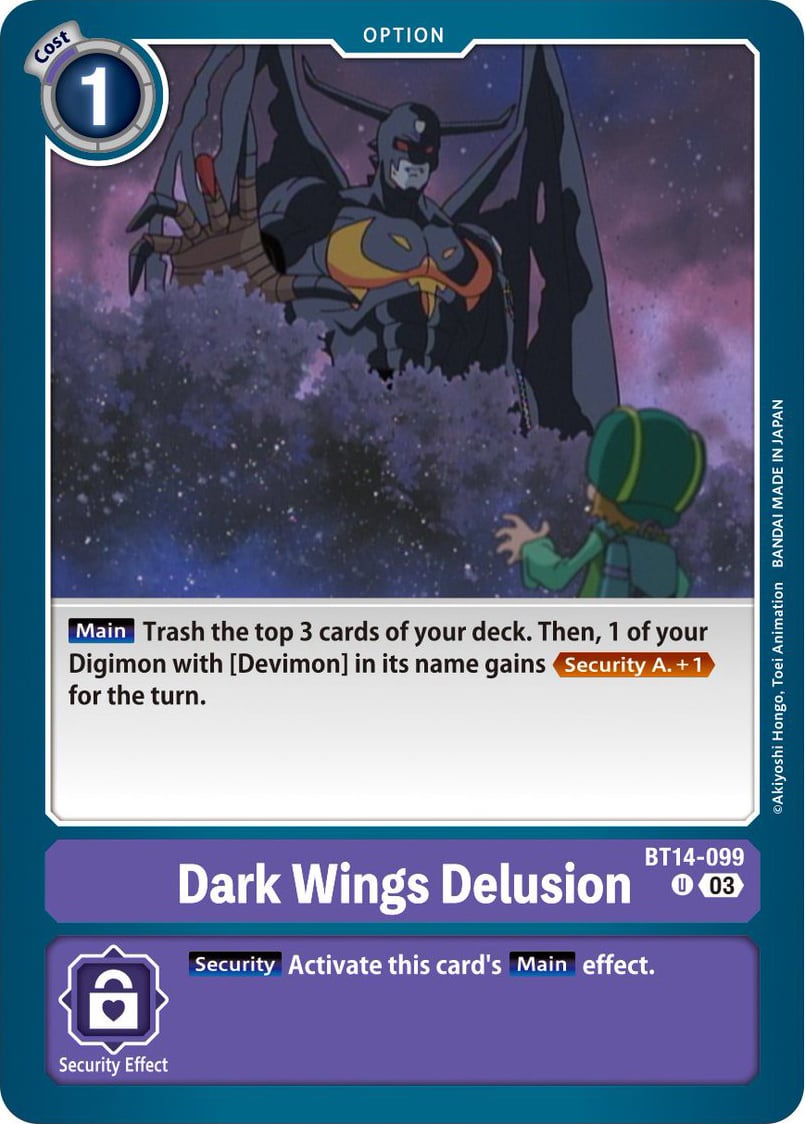 OPTION
Cost
1
Main Trash the top 3 cards of your deck. Then, 1 of your
Digimon with [Devimon] in its name gains Security A.+1
for the turn.
©Akiyoshi Hongo, Toei Animation BANDAI MADE IN JAPAN
BT14-099
Dark Wings Delusion
U 03
Security Activate this card's Main effect.
Security Effect